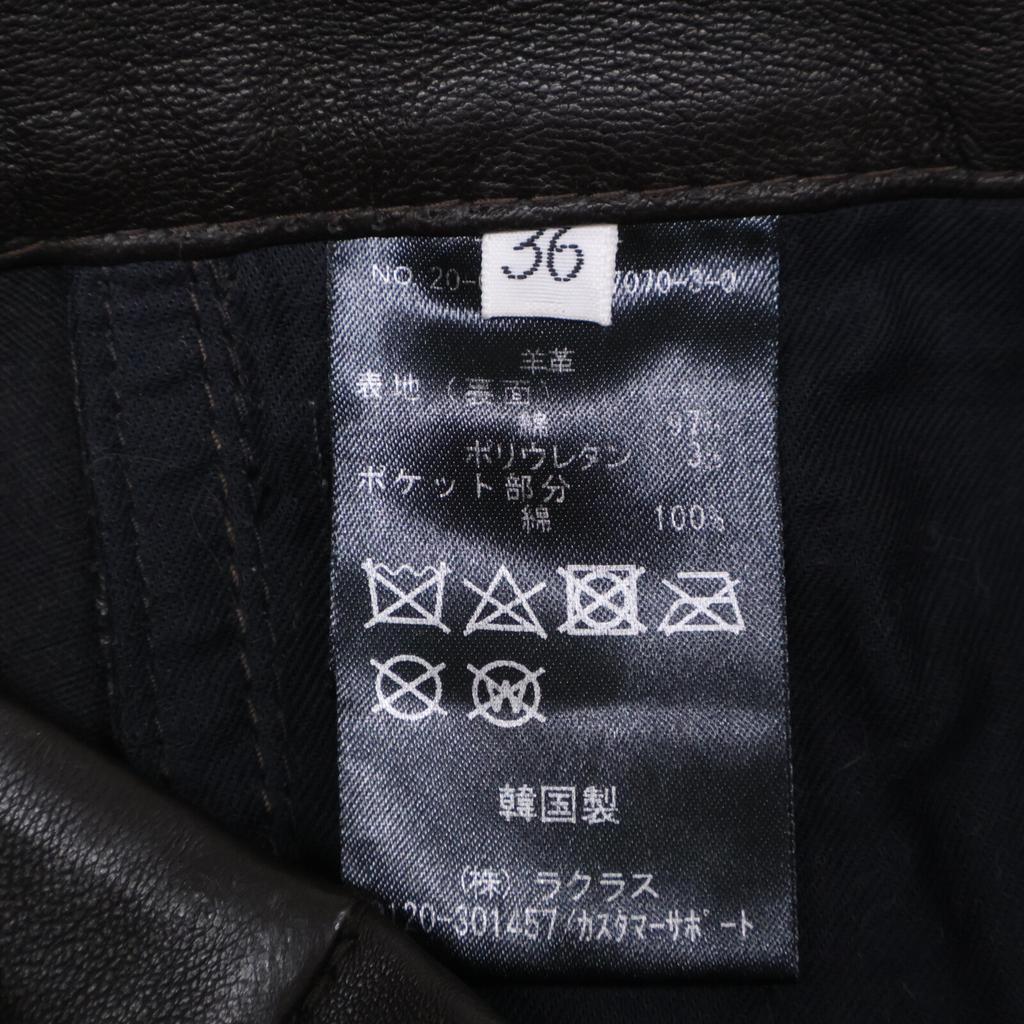 36
NO 20- 7070-3-0
羊革
表地(裏面)
綿 97%
ポリウレタン 3%
ポケット部分
綿 100%
W
韓国製
(株) ラクラス
120-301457/カスタマーサポート